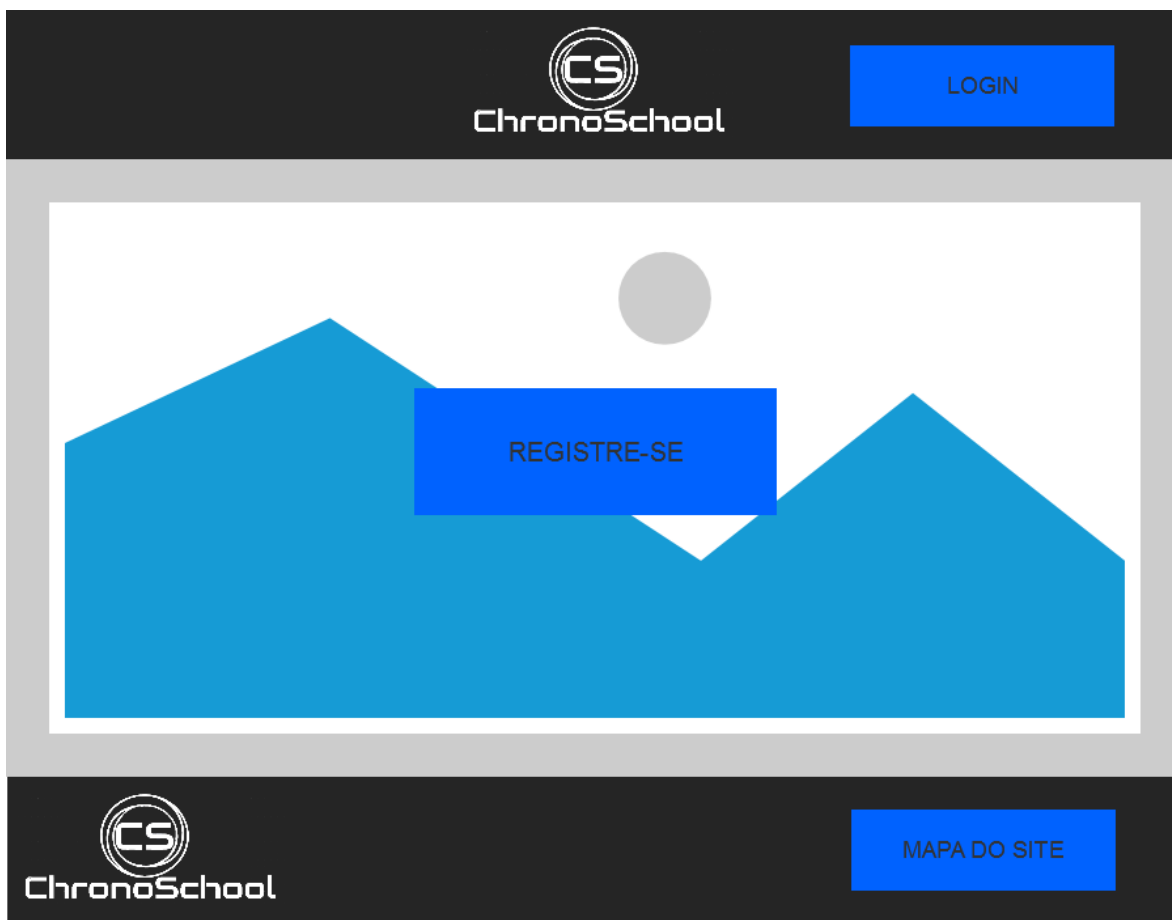 CS
ChronoSchool
LOGIN
REGISTRE-SE
CS
ChronoSchool
MAPA DO SITE